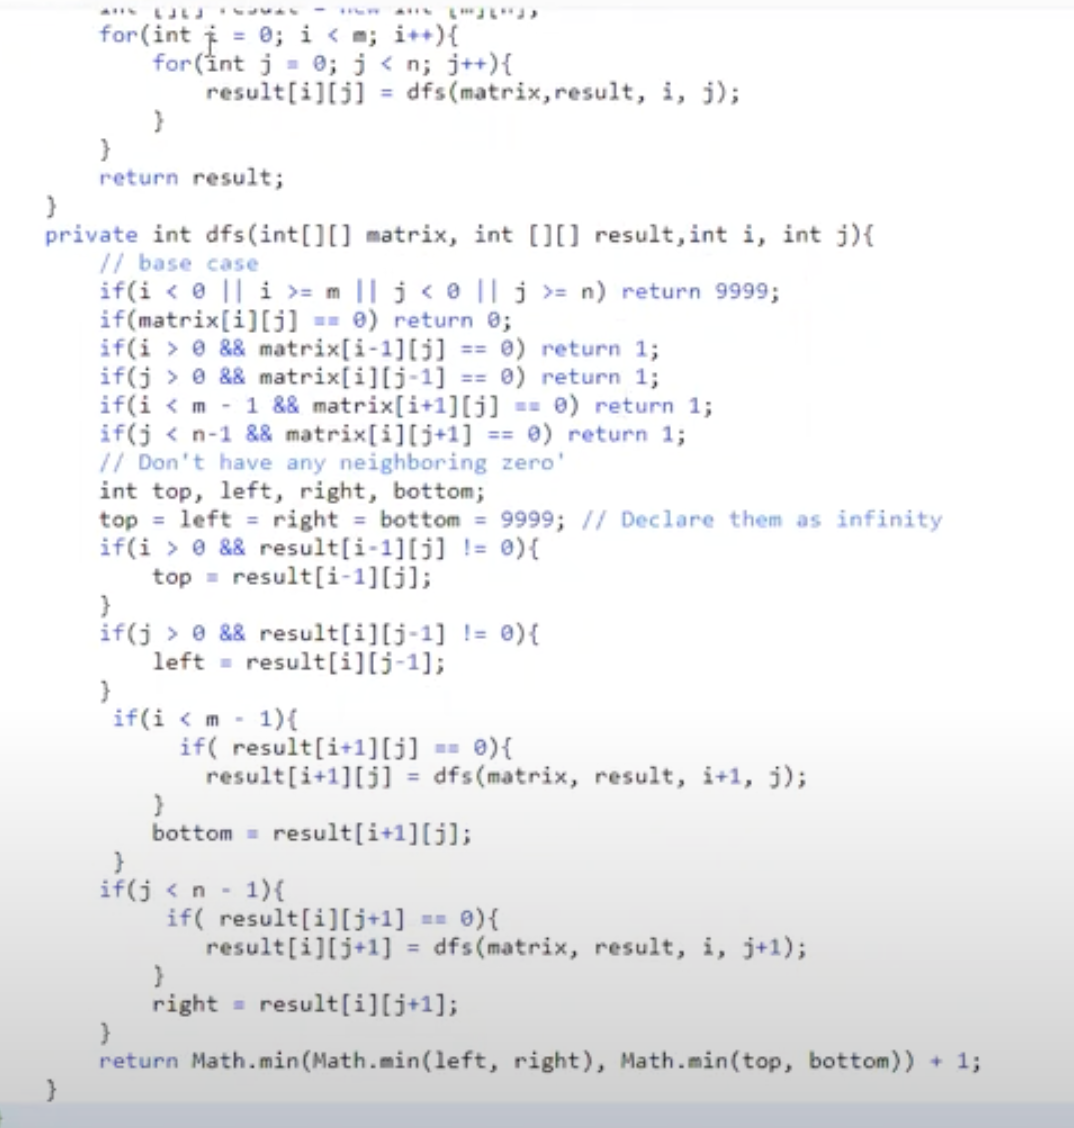 for(int i = 0; i < m; i++){
for(int j = 0; j < n; j++){
result[i][j] = dfs(matrix,result, i, j);
}
}
return result;
}
private int dfs(int[][] matrix, int [][] result,int i, int j){
// base case
if(i < 0 || i >= m || j < 0 || j >= n) return 9999;
if(matrix[i][j] == 0) return 0;
if(i > 0 && matrix[i-1][j] == 0) return 1;
if(j > 0 && matrix[i][j-1] == 0) return 1;
if(i < m - 1 && matrix[i+1][j] == 0) return 1;
if(j < n-1 && matrix[i][j+1] == 0) return 1;
// Don't have any neighboring zero'
int top, left, right, bottom;
top = left = right = bottom = 9999; // Declare them as infinity
if(i > 0 && result[i-1][j] != 0){
top = result[i-1][j];
}
if(j > 0 && result[i][j-1] != 0){
left = result[i][j-1];
}
if(i < m - 1){
if( result[i+1][j] == 0){
result[i+1][j] = dfs(matrix, result, i+1, j);
}
bottom = result[i+1][j];
}
if(j < n - 1){
if( result[i][j+1] == 0){
result[i][j+1] = dfs(matrix, result, i, j+1);
}
right = result[i][j+1];
}
return Math.min(Math.min(left, right), Math.min(top, bottom)) + 1;
}